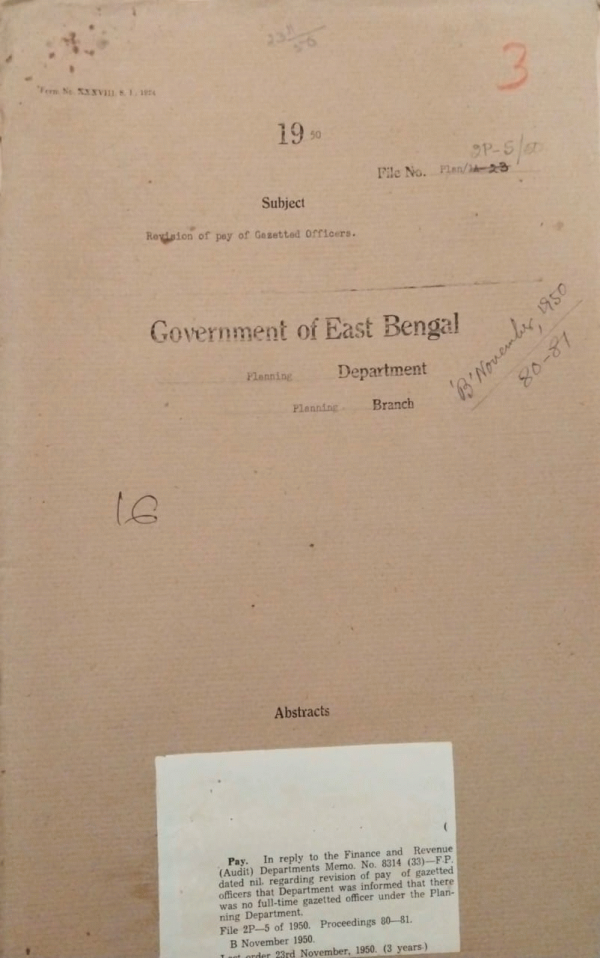 3
Form No. XXXVIII
19 50
2P-5/50
File No. Plan/1A-23
Subject
Revision of pay of Gazetted Officers.
Government of East Bengal
Planning Department
Planning Branch
'B' November, 1950
80-81
16
Abstracts
(
Pay. In reply to the Finance and Revenue
(Audit) Departments Memo. No. 8314 (33)—F.P.
dated nil. regarding revision of pay of gazetted
officers that Department was informed that there
was no full-time gazetted officer under the Plan-
ning Department.
File 2P—5 of 1950. Proceedings 80—81.
B November 1950.
Last order 23rd November, 1950. (3 years)